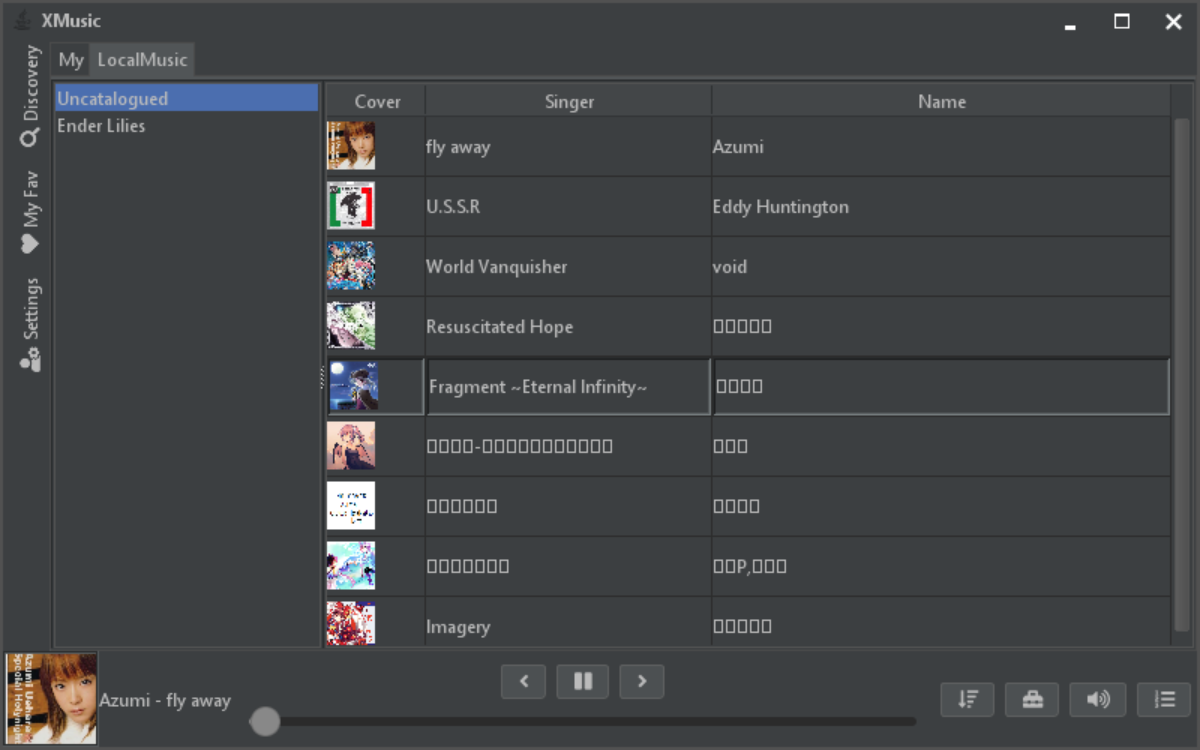 XMusic
Discovery
My Fav
Settings
My LocalMusic
Uncatalogued
Ender Lilies
Cover Singer Name
fly away Azumi
U.S.S.R Eddy Huntington
World Vanquisher void
Resuscitated Hope
Fragment ~Eternal Infinity~
Imagery
Azumi - fly away